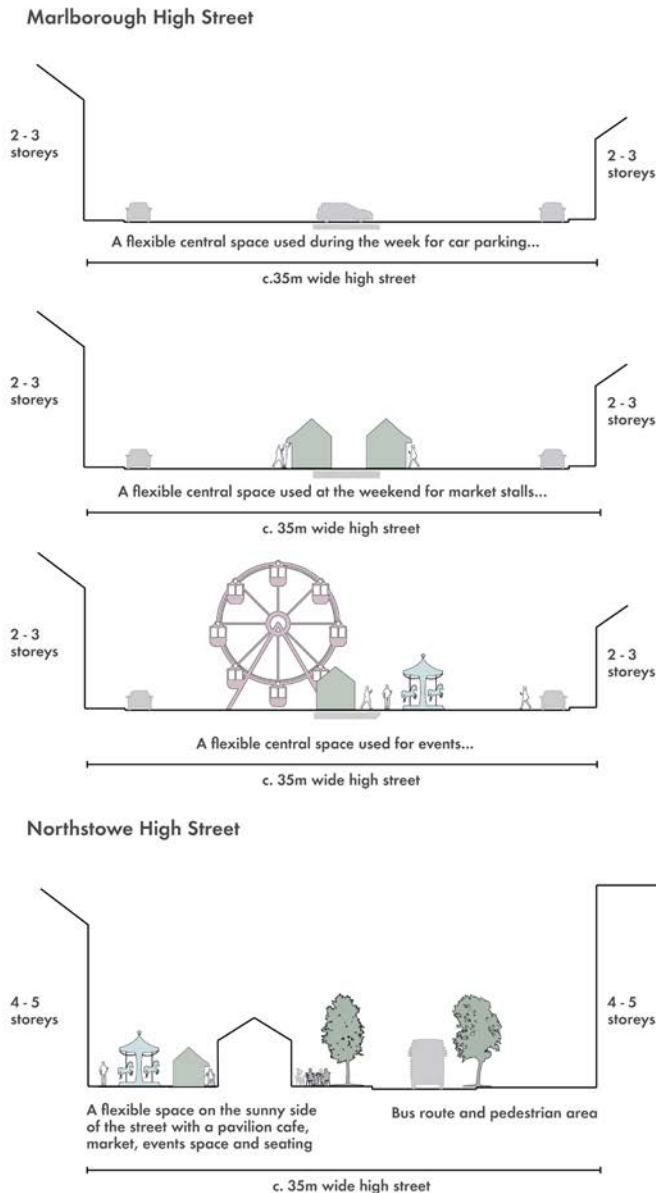 Marlborough High Street
2 - 3
storeys
2 - 3
storeys
A flexible central space used during the week for car parking...
c.35m wide high street
2 - 3
storeys
2 - 3
storeys
A flexible central space used at the weekend for market stalls...
c. 35m wide high street
2 - 3
storeys
2 - 3
storeys
A flexible central space used for events...
c. 35m wide high street
Northstowe High Street
4 - 5
storeys
4 - 5
storeys
A flexible space on the sunny side
of the street with a pavilion cafe,
market, events space and seating
Bus route and pedestrian area
c. 35m wide high street